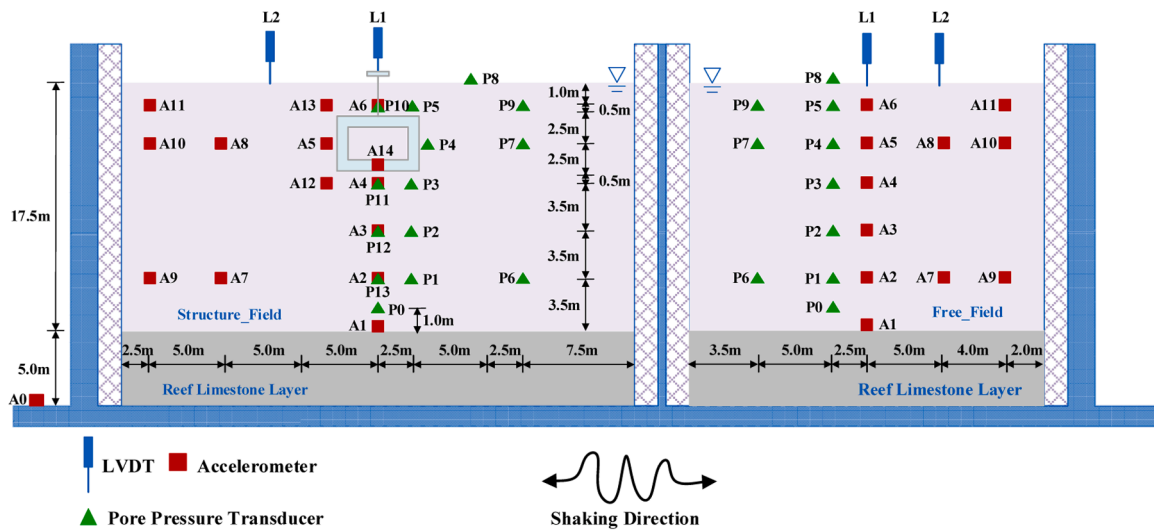 L2 L1 L1 L2
P8 P8
1.0m
A11 A13 A6 P10 P5 P9 P9 P5 A6 A11
0.5m
2.5m
A10 A8 A5 P4 P7 P7 P4 A5 A8 A10
A14
2.5m
0.5m
A12 A4 P3 P3 A4
P11
17.5m
3.5m
A3 P2 P2 A3
P12
3.5m
A9 A7 A2 P1 P6 P6 P1 A2 A7 A9
P13
3.5m
Structure_Field P0 1.0m P0 Free_Field
A1 A1
2.5m 5.0m 5.0m 5.0m 2.5m 5.0m 2.5m 7.5m 3.5m 5.0m 2.5m 5.0m 4.0m 2.0m
5.0m
Reef Limestone Layer Reef Limestone Layer
A0
LVDT Accelerometer
Pore Pressure Transducer Shaking Direction